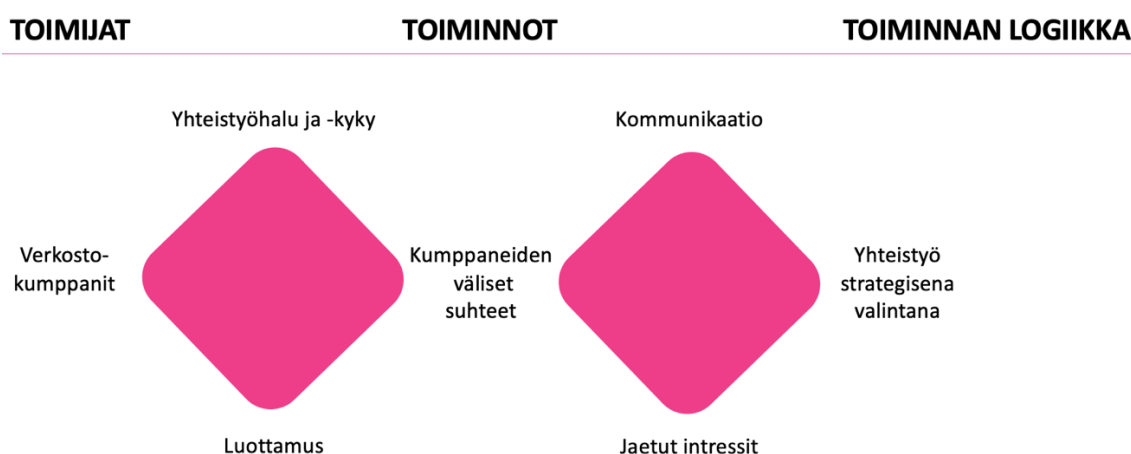 TOIMIJAT
TOIMINNOT
TOIMINNAN LOGIIKKA
Yhteistyöhalu ja -kyky
Kommunikaatio
Verkosto-
kumppanit
Kumppaneiden
väliset
suhteet
Yhteistyö
strategisena
valintana
Luottamus
Jaetut intressit